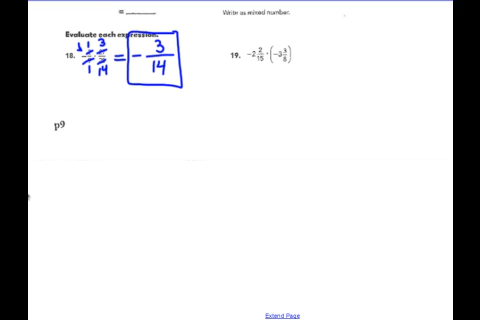 = ______ Write as mixed number.
Evaluate each expression.
18. 1/1 3/14 = - 3/14
19. -2 2/15 · (-3 3/8)
p9
Extend Page